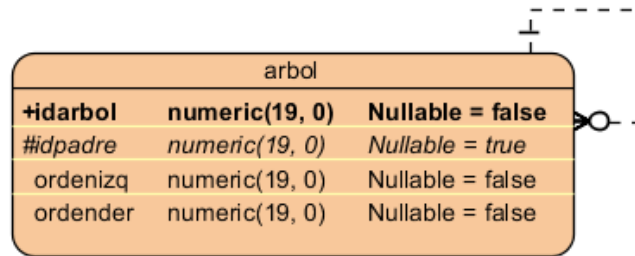 arbol
+idarbol numeric(19, 0) Nullable = false
#idpadre numeric(19, 0) Nullable = true
ordenizq numeric(19, 0) Nullable = false
ordender numeric(19, 0) Nullable = false